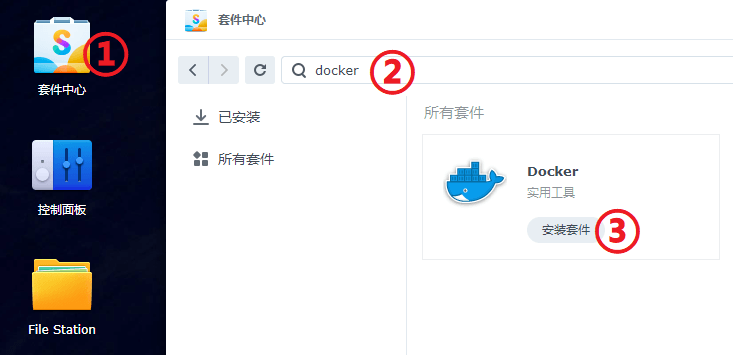 套件中心
①
控制面板
File Station
套件中心
docker
②
已安装
所有套件
所有套件
Docker
实用工具
安装套件
③